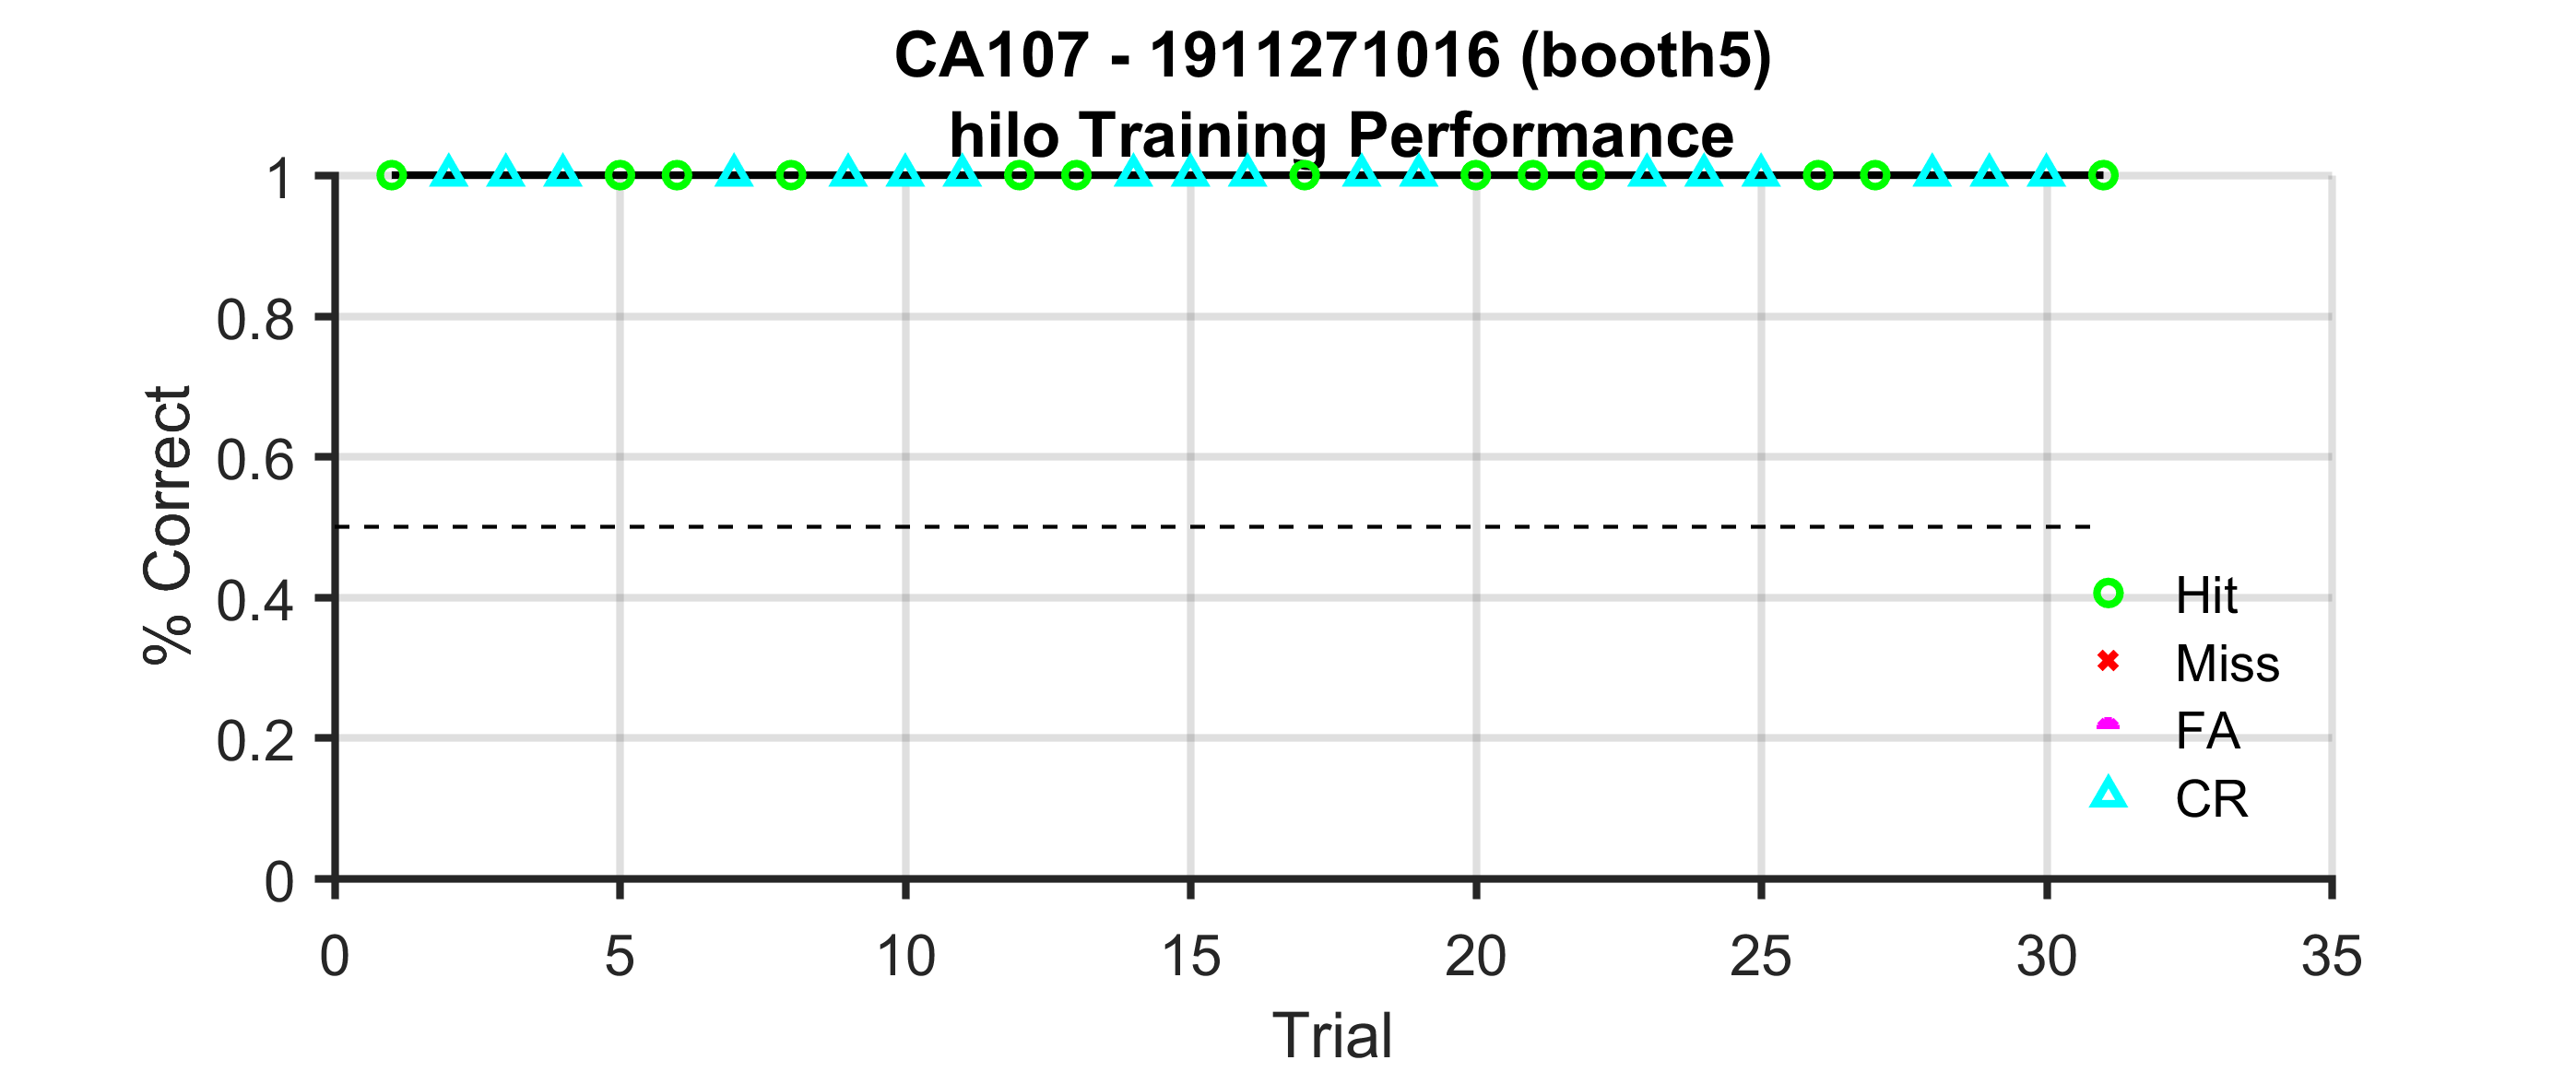 CA107 - 1911271016 (booth5)
hilo Training Performance
1
0.8
0.6
0.4
0.2
0
% Correct
Hit
Miss
FA
CR
0 5 10 15 20 25 30 35
Trial